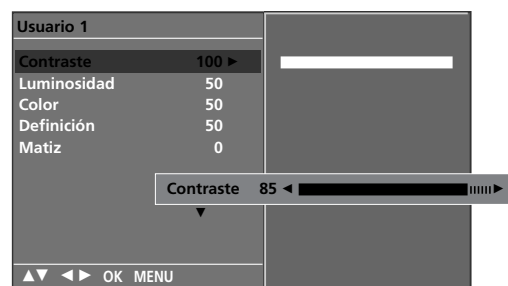 Usuario 1
Contraste 100 ►
Luminosidad 50
Color 50
Definición 50
Matiz 0
Contraste 85 ◄ ►
▼
▲▼ ◄► OK MENU